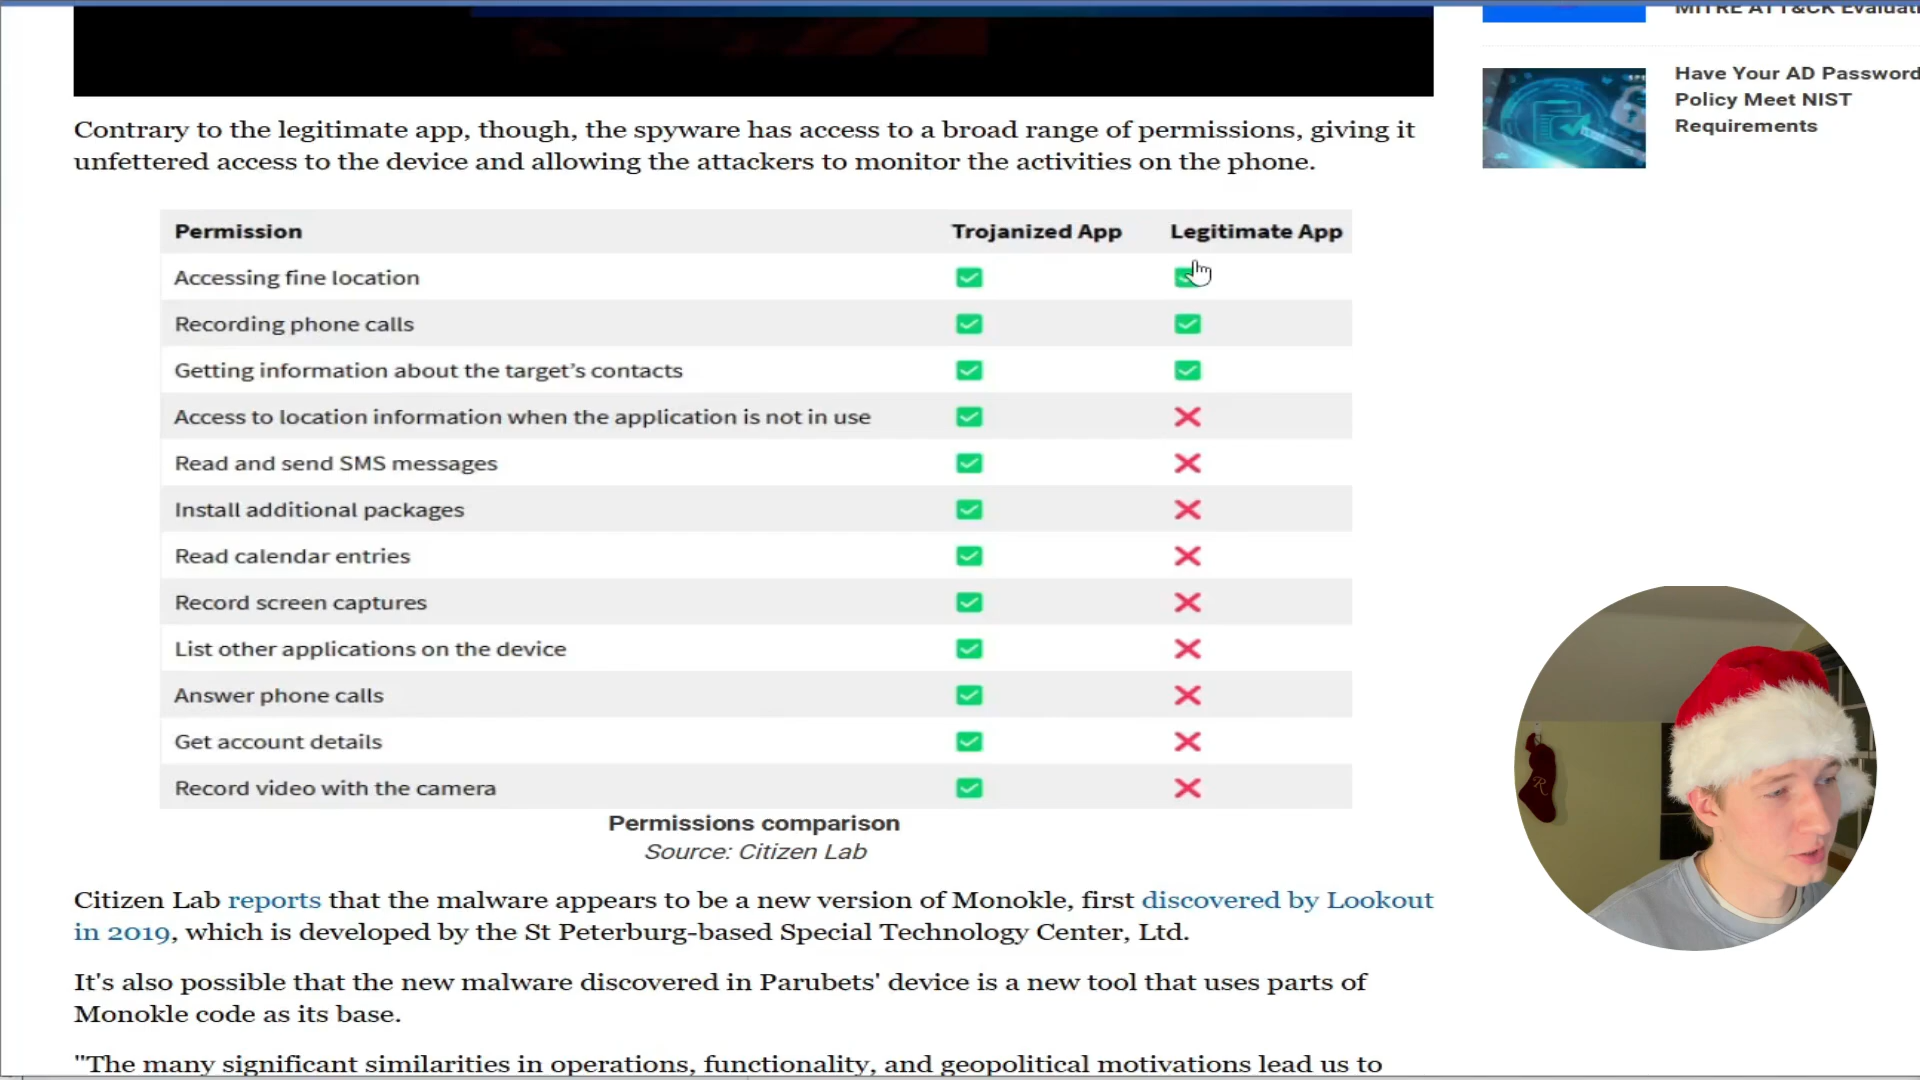 MITRE ATT&CK Evaluati
Have Your AD Password
Policy Meet NIST
Requirements
Contrary to the legitimate app, though, the spyware has access to a broad range of permissions, giving it
unfettered access to the device and allowing the attackers to monitor the activities on the phone.
Permission Trojanized App Legitimate App
Accessing fine location
Recording phone calls
Getting information about the target’s contacts
Access to location information when the application is not in use
Read and send SMS messages
Install additional packages
Read calendar entries
Record screen captures
List other applications on the device
Answer phone calls
Get account details
Record video with the camera
Permissions comparison
Source: Citizen Lab
Citizen Lab reports that the malware appears to be a new version of Monokle, first discovered by Lookout
in 2019, which is developed by the St Peterburg-based Special Technology Center, Ltd.
It's also possible that the new malware discovered in Parubets' device is a new tool that uses parts of
Monokle code as its base.
"The many significant similarities in operations, functionality, and geopolitical motivations lead us to
R